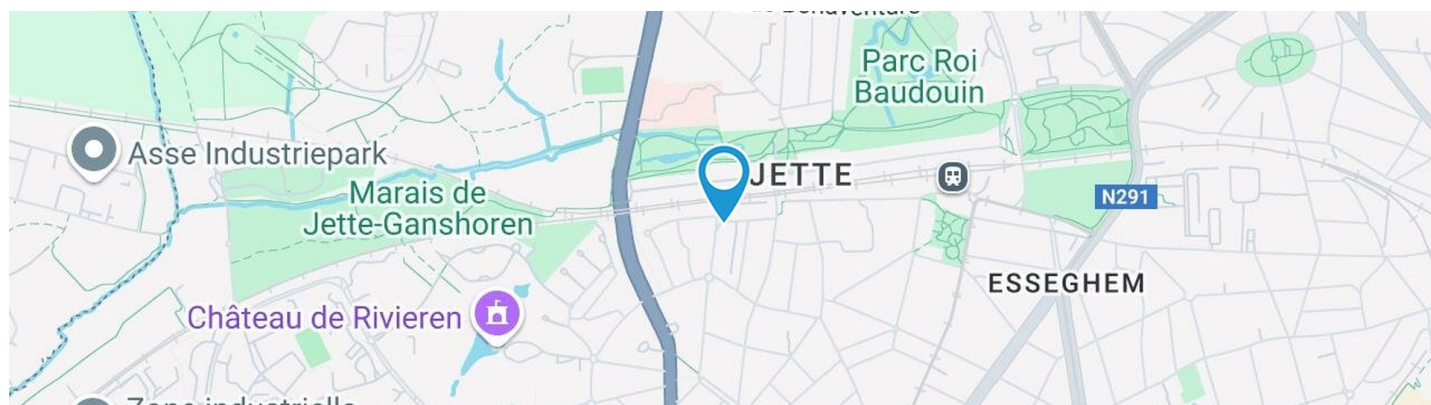 Parc Roi
Baudouin
Asse Industriepark
JETTE
Marais de
Jette-Ganshoren
N291
ESSEGHEM
Château de Rivieren